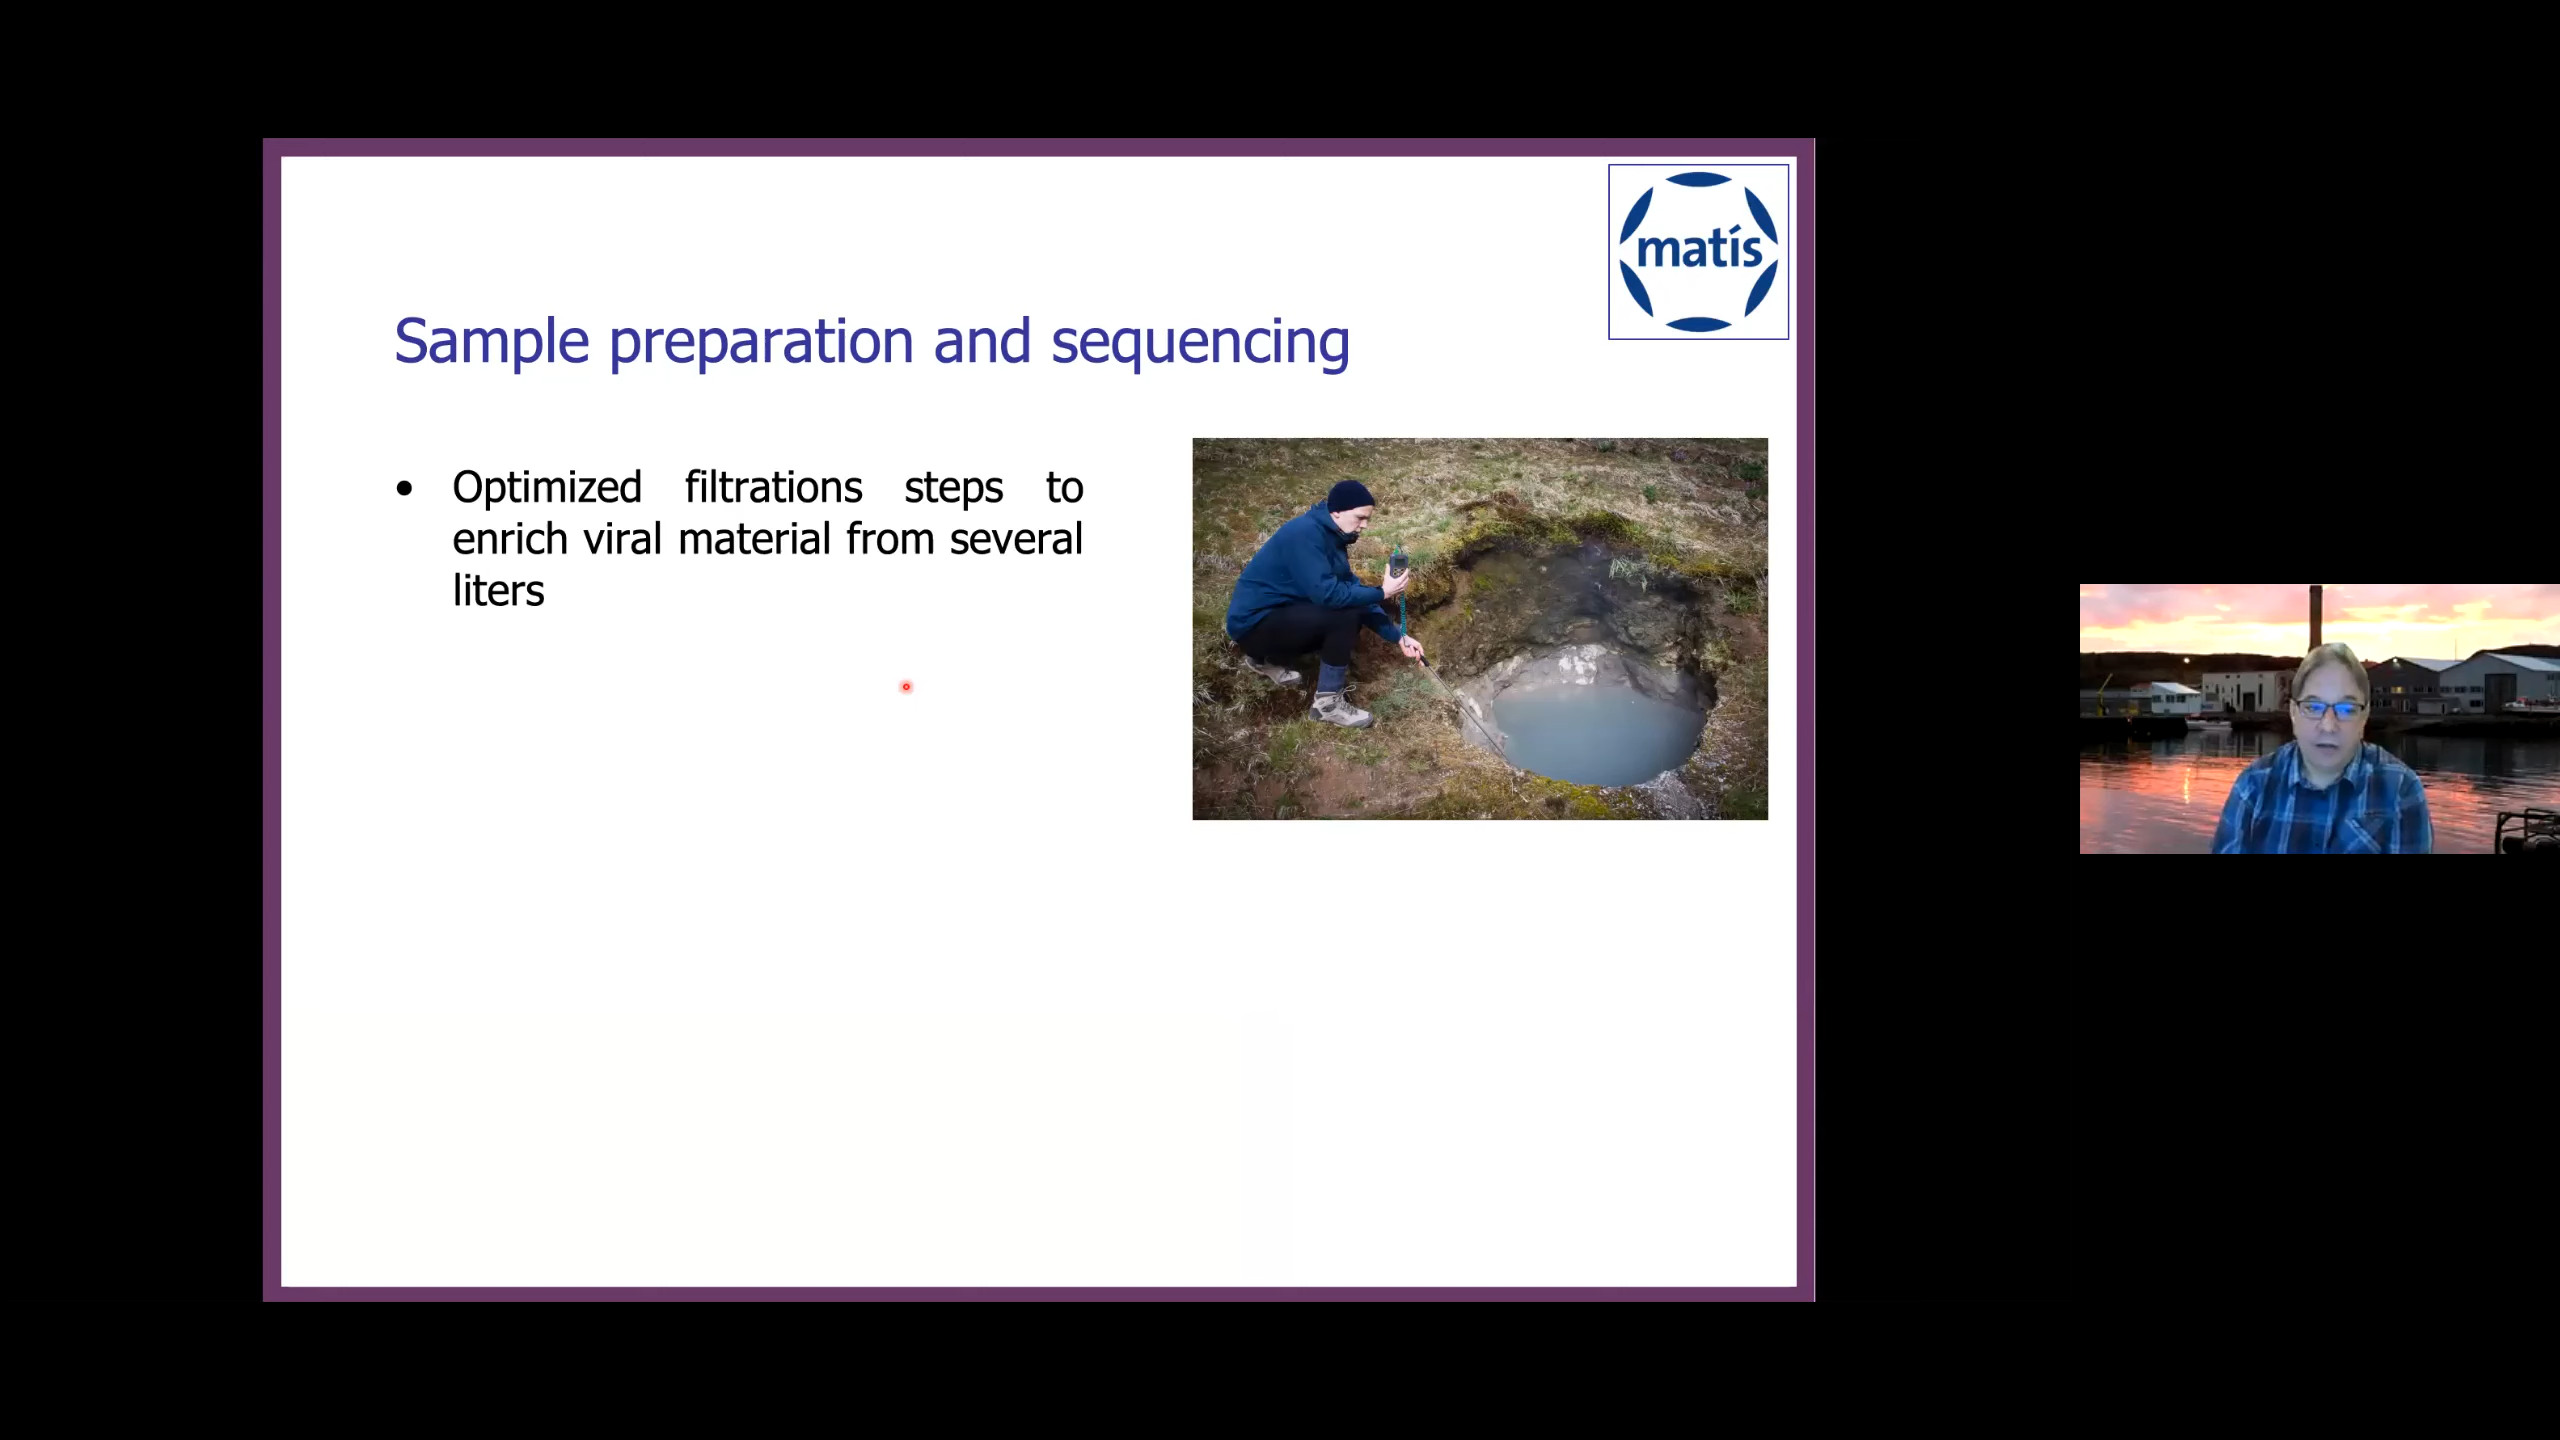 matís
Sample preparation and sequencing
• Optimized filtrations steps to
enrich viral material from several
liters